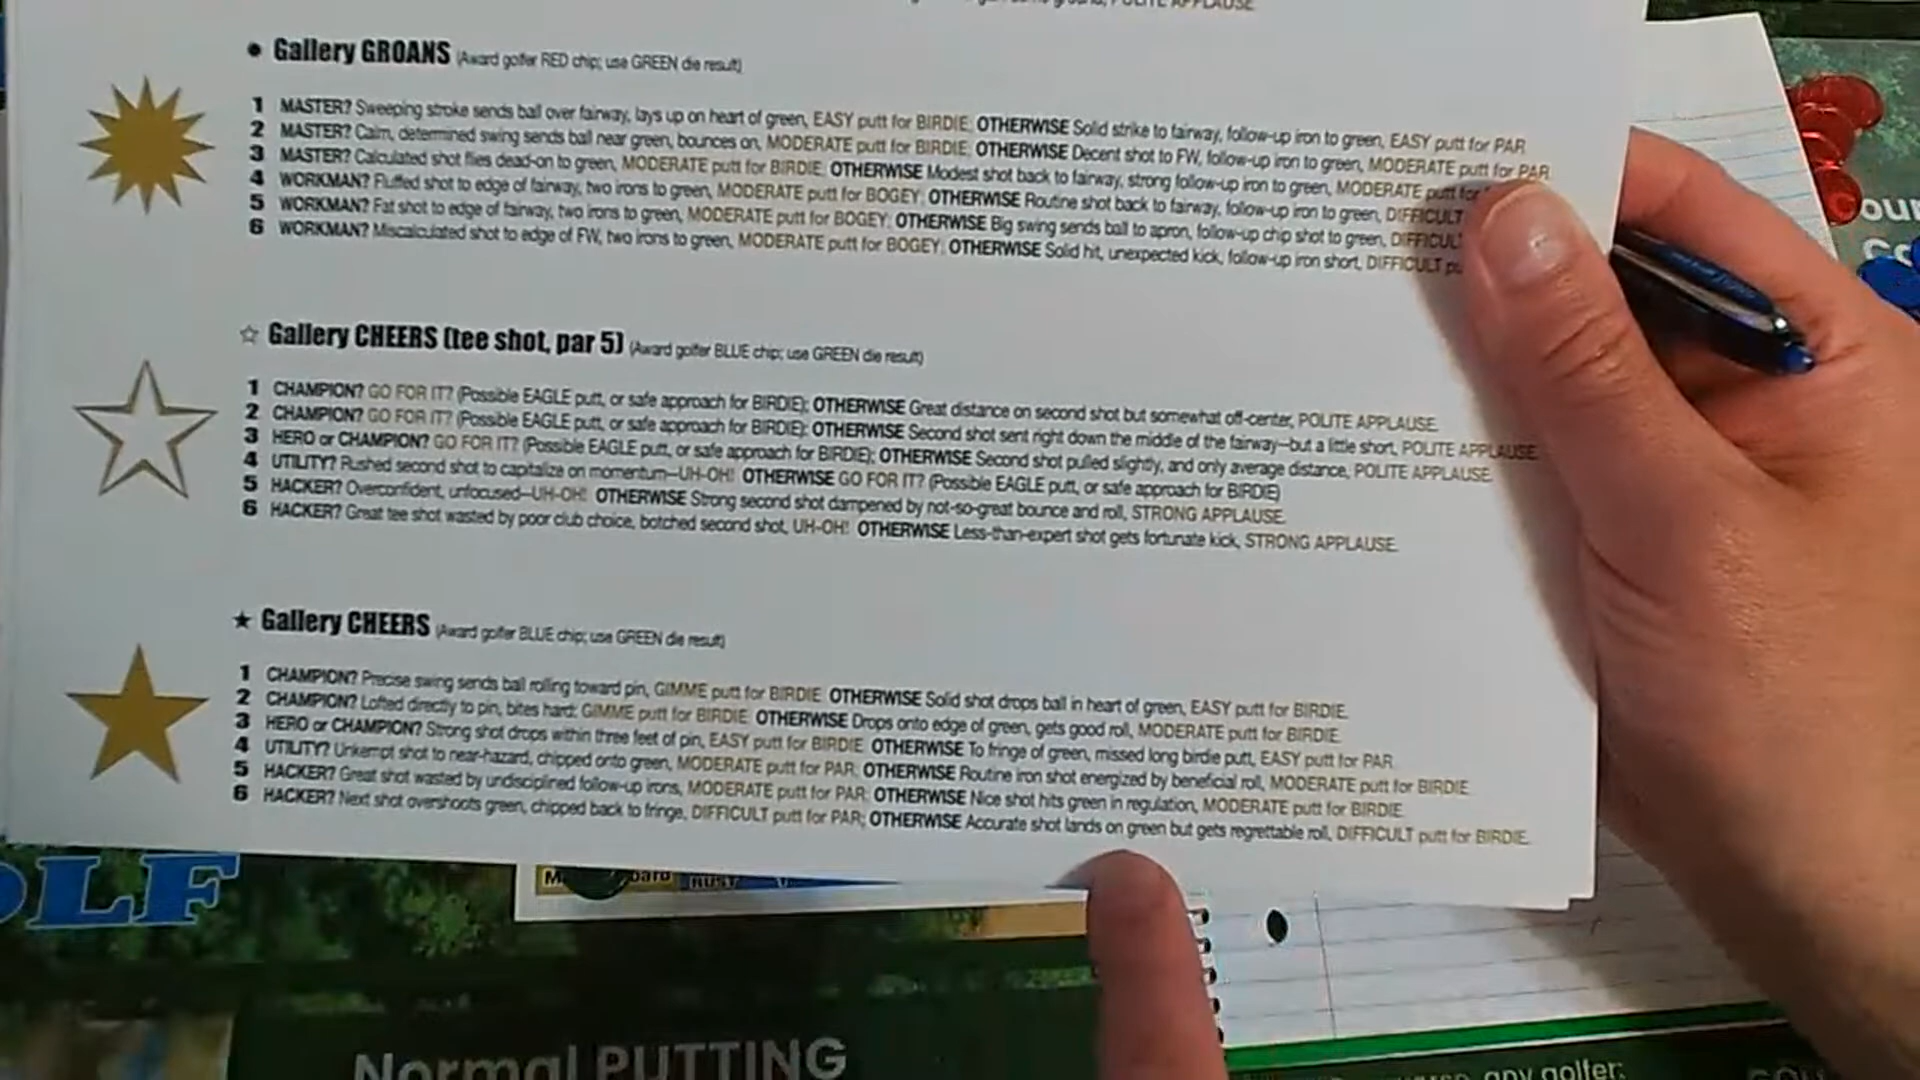 POLITE APPLAUSE
● Gallery GROANS (Award golfer RED chip; use GREEN die result)
1 MASTER? Sweeping stroke sends ball over fairway, lays up on heart of green, EASY putt for BIRDIE; OTHERWISE Solid strike to fairway, follow-up iron to green, EASY putt for PAR
2 MASTER? Calm, determined swing sends ball near green, bounces on, MODERATE putt for BIRDIE; OTHERWISE Decent shot to FW, follow-up iron to green, MODERATE putt for PAR
3 MASTER? Calculated shot flies dead-on to green, MODERATE putt for BIRDIE; OTHERWISE Modest shot back to fairway, strong follow-up iron to green, MODERATE putt for
4 WORKMAN? Fluffed shot to edge of fairway, two irons to green, MODERATE putt for BOGEY; OTHERWISE Routine shot back to fairway, follow-up iron to green, DIFFICULT
5 WORKMAN? Fat shot to edge of fairway, two irons to green, MODERATE putt for BOGEY; OTHERWISE Big swing sends ball to apron, follow-up chip shot to green, DIFFICULT
6 WORKMAN? Miscalculated shot to edge of FW, two irons to green, MODERATE putt for BOGEY; OTHERWISE Solid hit, unexpected kick, follow-up iron short, DIFFICULT
☆ Gallery CHEERS (tee shot, par 5) (Award golfer BLUE chip; use GREEN die result)
1 CHAMPION? GO FOR IT? (Possible EAGLE putt, or safe approach for BIRDIE); OTHERWISE Great distance on second shot but somewhat off-center, POLITE APPLAUSE.
2 CHAMPION? GO FOR IT? (Possible EAGLE putt, or safe approach for BIRDIE); OTHERWISE Second shot sent right down the middle of the fairway—but a little short, POLITE APPLAUSE.
3 HERO or CHAMPION? GO FOR IT? (Possible EAGLE putt, or safe approach for BIRDIE); OTHERWISE Second shot pulled slightly, and only average distance, POLITE APPLAUSE.
4 UTILITY? Rushed second shot to capitalize on momentum—UH-OH! OTHERWISE GO FOR IT? (Possible EAGLE putt, or safe approach for BIRDIE)
5 HACKER? Overconfident, unfocused—UH-OH! OTHERWISE Strong second shot dampened by not-so-great bounce and roll, STRONG APPLAUSE.
6 HACKER? Great tee shot wasted by poor club choice, botched second shot, UH-OH! OTHERWISE Less-than-expert shot gets fortunate kick, STRONG APPLAUSE.
★ Gallery CHEERS (Award golfer BLUE chip; use GREEN die result)
1 CHAMPION? Precise swing sends ball rolling toward pin, GIMME putt for BIRDIE; OTHERWISE Solid shot drops ball in heart of green, EASY putt for BIRDIE.
2 CHAMPION? Lofted directly to pin, bites hard; GIMME putt for BIRDIE; OTHERWISE Drops onto edge of green, gets good roll, MODERATE putt for BIRDIE.
3 HERO or CHAMPION? Strong shot drops within three feet of pin, EASY putt for BIRDIE; OTHERWISE To fringe of green, missed long birdie putt, EASY putt for PAR.
4 UTILITY? Unkempt shot to near-hazard, chipped onto green, MODERATE putt for PAR; OTHERWISE Routine iron shot energized by beneficial roll, MODERATE putt for BIRDIE.
5 HACKER? Great shot wasted by undisciplined follow-up irons, MODERATE putt for PAR; OTHERWISE Nice shot hits green in regulation, MODERATE putt for BIRDIE.
6 HACKER? Next shot overshoots green, chipped back to fringe, DIFFICULT putt for PAR; OTHERWISE Accurate shot lands on green but gets regrettable roll, DIFFICULT putt for BIRDIE.
OLF
Normal PUTTING
any golfer: